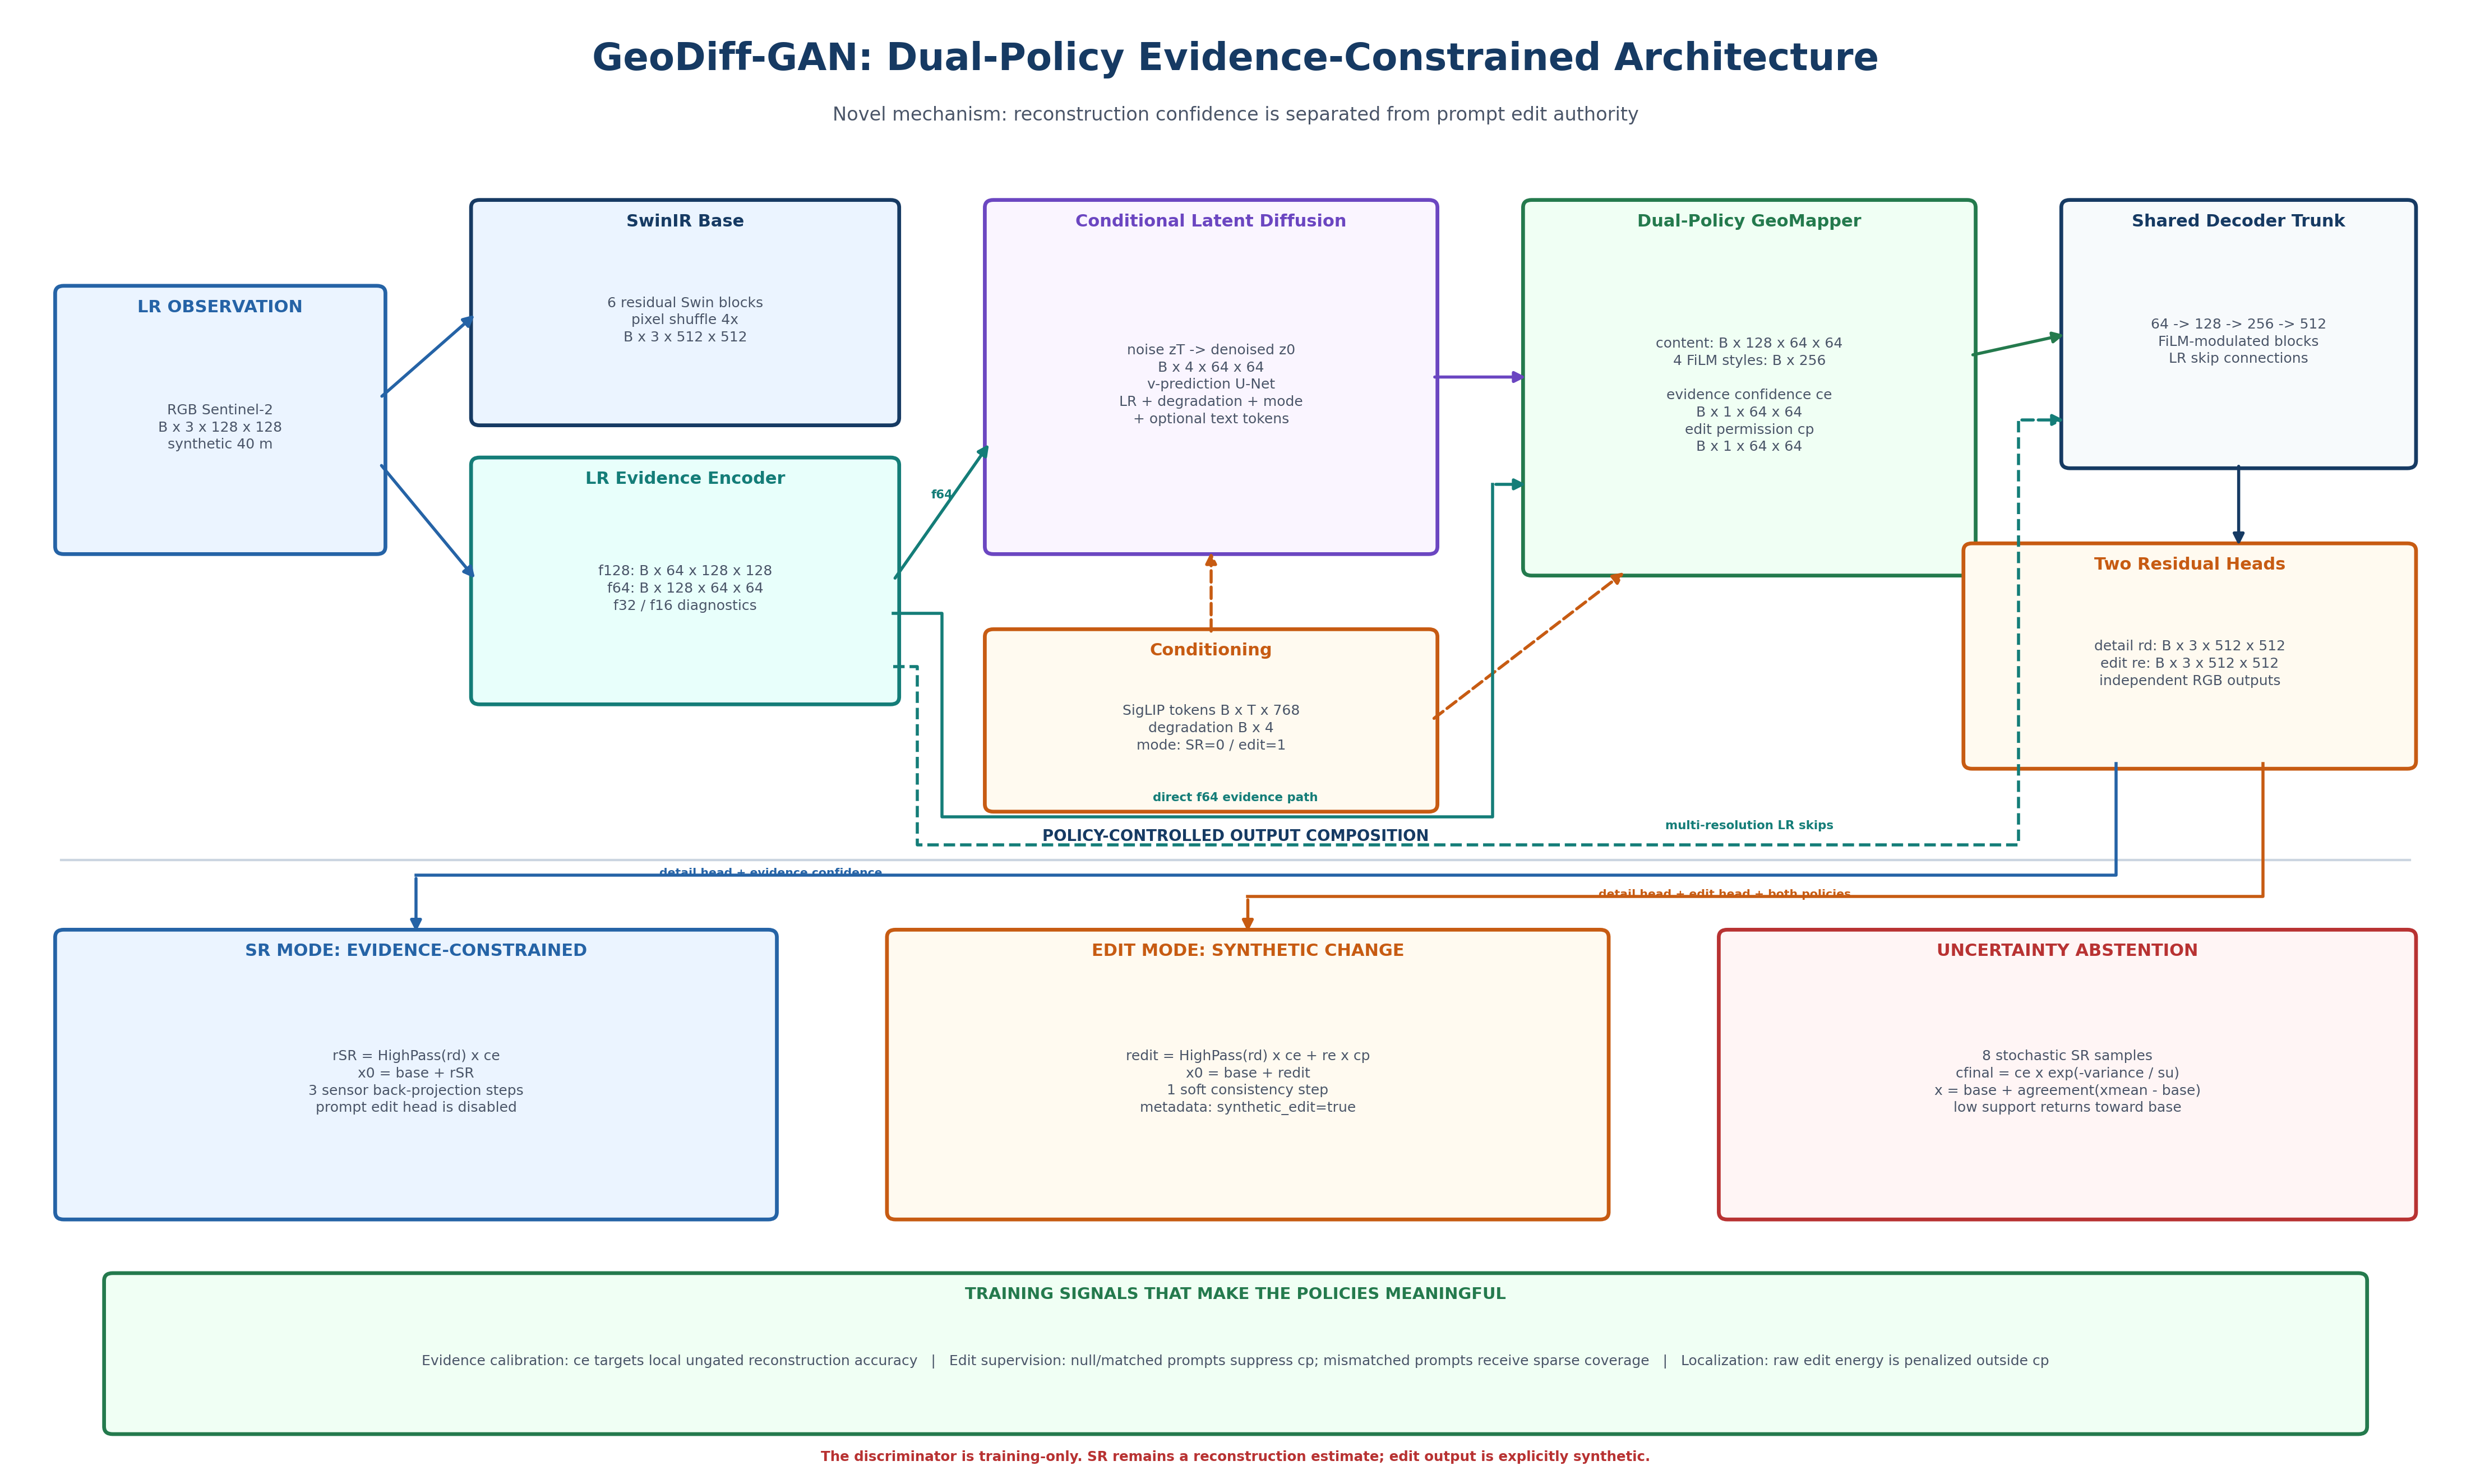 GeoDiff-GAN: Dual-Policy Evidence-Constrained Architecture
Novel mechanism: reconstruction confidence is separated from prompt edit authority
LR OBSERVATION
RGB Sentinel-2
B x 3 x 128 x 128
synthetic 40 m
SwinIR Base
6 residual Swin blocks
pixel shuffle 4x
B x 3 x 512 x 512
LR Evidence Encoder
f128: B x 64 x 128 x 128
f64: B x 128 x 64 x 64
f32 / f16 diagnostics
f64
Conditional Latent Diffusion
noise zT -> denoised z0
B x 4 x 64 x 64
v-prediction U-Net
LR + degradation + mode
+ optional text tokens
Conditioning
SigLIP tokens B x T x 768
degradation B x 4
mode: SR=0 / edit=1
direct f64 evidence path
Dual-Policy GeoMapper
content: B x 128 x 64 x 64
4 FiLM styles: B x 256
evidence confidence ce
B x 1 x 64 x 64
edit permission cp
B x 1 x 64 x 64
Shared Decoder Trunk
64 -> 128 -> 256 -> 512
FiLM-modulated blocks
LR skip connections
Two Residual Heads
detail rd: B x 3 x 512 x 512
edit re: B x 3 x 512 x 512
independent RGB outputs
multi-resolution LR skips
POLICY-CONTROLLED OUTPUT COMPOSITION
detail head + evidence confidence
detail head + edit head + both policies
SR MODE: EVIDENCE-CONSTRAINED
rSR = HighPass(rd) x ce
x0 = base + rSR
3 sensor back-projection steps
prompt edit head is disabled
EDIT MODE: SYNTHETIC CHANGE
redit = HighPass(rd) x ce + re x cp
x0 = base + redit
1 soft consistency step
metadata: synthetic_edit=true
UNCERTAINTY ABSTENTION
8 stochastic SR samples
cfinal = ce x exp(-variance / su)
x = base + agreement(xmean - base)
low support returns toward base
TRAINING SIGNALS THAT MAKE THE POLICIES MEANINGFUL
Evidence calibration: ce targets local ungated reconstruction accuracy | Edit supervision: null/matched prompts suppress cp; mismatched prompts receive sparse coverage | Localization: raw edit energy is penalized outside cp
The discriminator is training-only. SR remains a reconstruction estimate; edit output is explicitly synthetic.